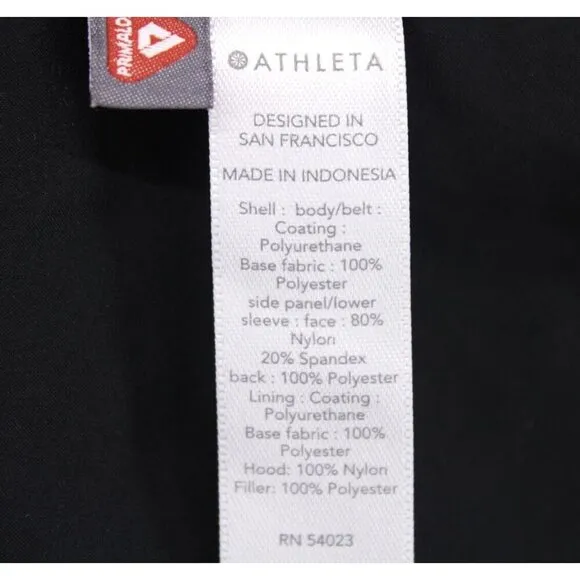 PRIMALO
ATHLETA
DESIGNED IN
SAN FRANCISCO
MADE IN INDONESIA
Shell : body/belt :
Coating :
Polyurethane
Base fabric : 100%
Polyester
side panel/lower
sleeve : face : 80%
Nylon
20% Spandex
back : 100% Polyester
Lining : Coating :
Polyurethane
Base fabric : 100%
Polyester
Hood: 100% Nylon
Filler: 100% Polyester
RN 54023